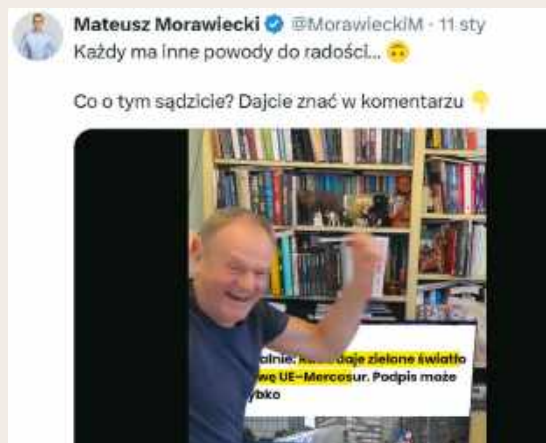 Mateusz Morawiecki @MorawieckiM · 11 sty
Każdy ma inne powody do radości... 🙃
Co o tym sądzicie? Dajcie znać w komentarzu 👇
alnie: daje zielone światło
wę UE–Mercosur. Podpis może
ybko